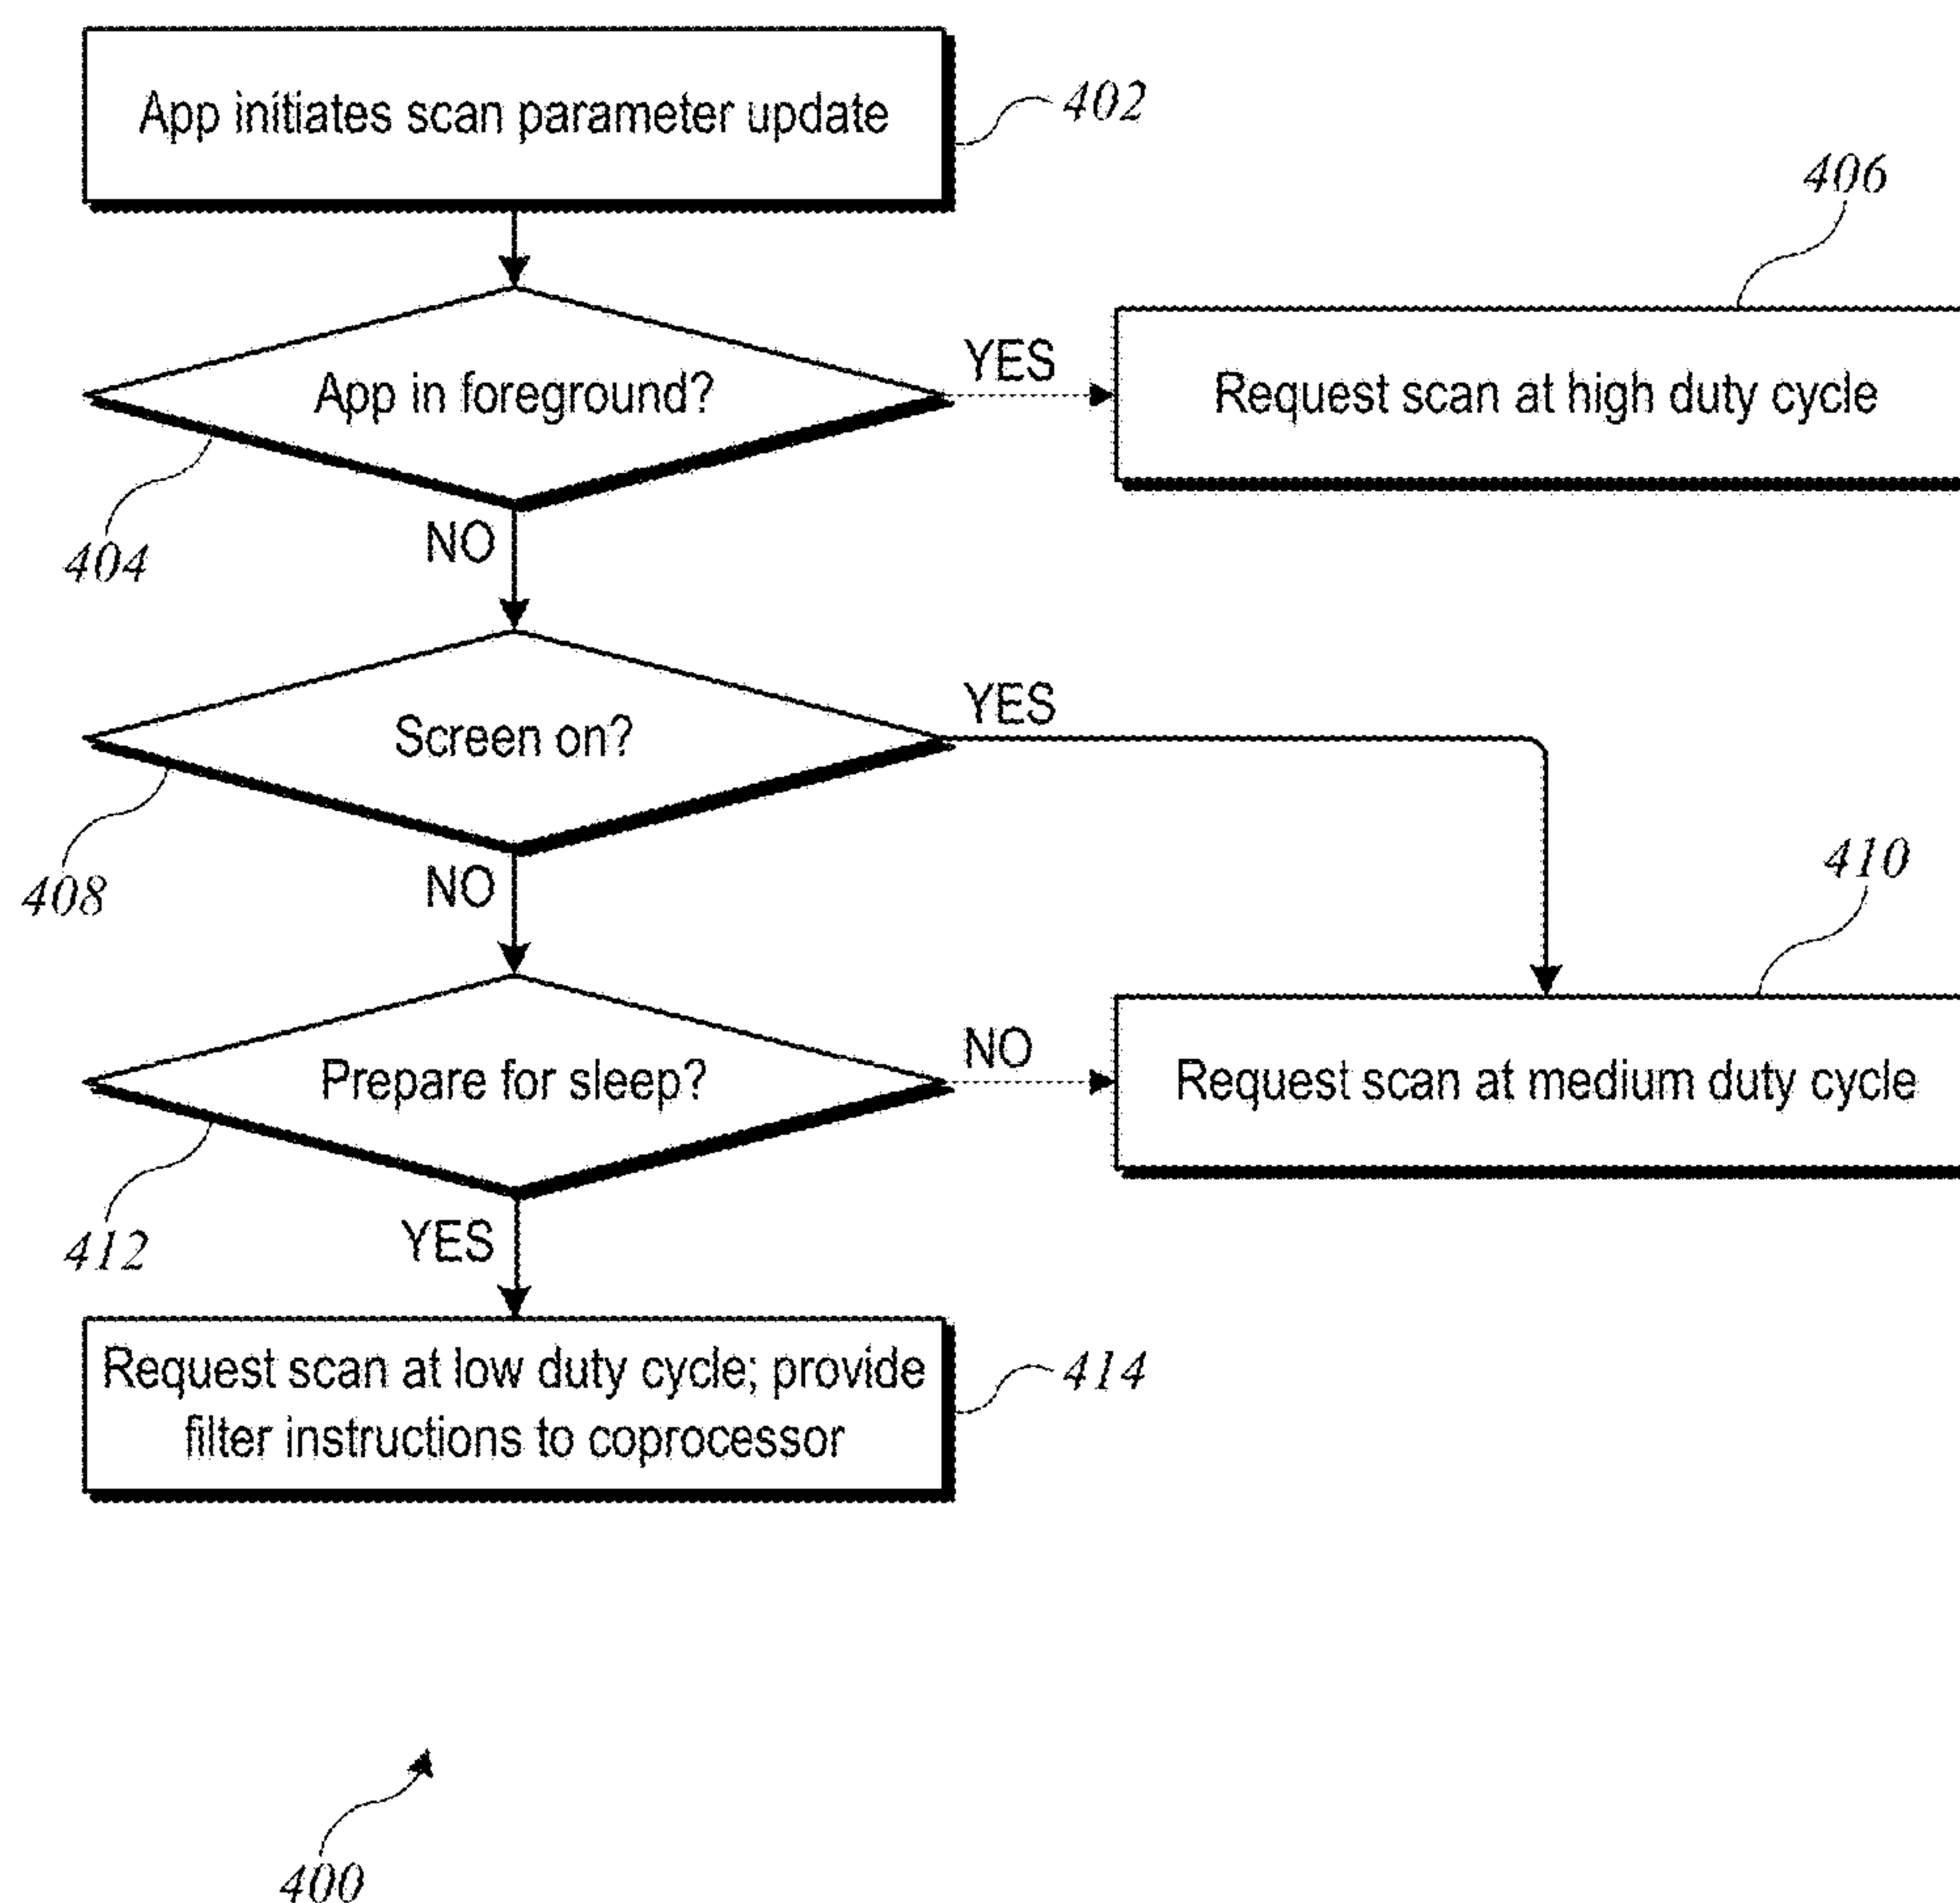 App initiates scan parameter update
402
406
App in foreground?
YES
Request scan at high duty cycle
404
NO
Screen on?
YES
408
NO
410
Prepare for sleep?
NO
Request scan at medium duty cycle
412
YES
Request scan at low duty cycle; provide
filter instructions to coprocessor
414
400